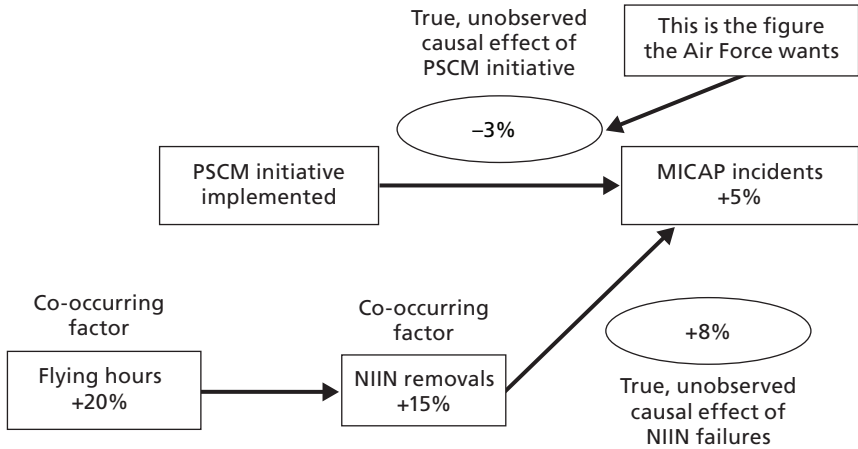 True, unobserved
causal effect of
PSCM initiative
This is the figure
the Air Force wants
–3%
PSCM initiative
implemented
MICAP incidents
+5%
Co-occurring
factor
Flying hours
+20%
Co-occurring
factor
NIIN removals
+15%
+8%
True, unobserved
causal effect of
NIIN failures